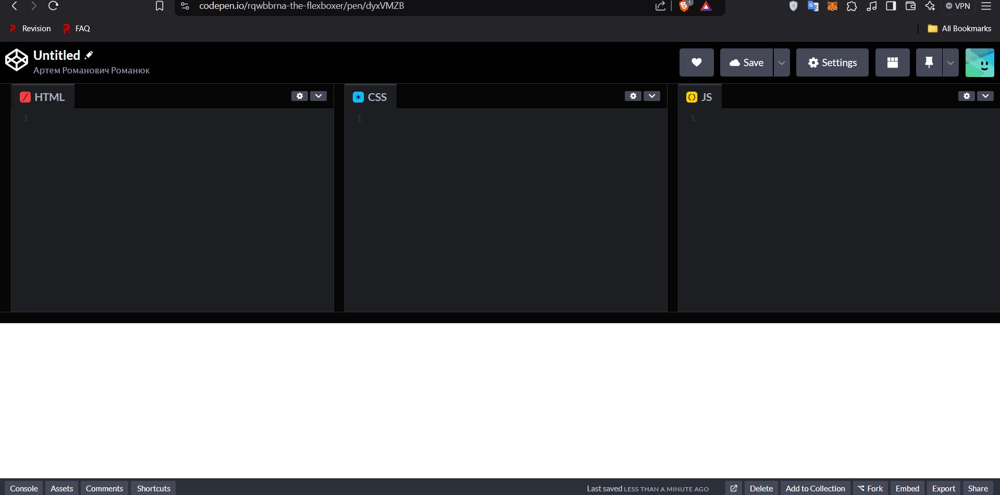 codepen.io/rqwbbrna-the-flexboxer/pen/dyxVMZB
1
VPN
Revision
FAQ
All Bookmarks
Untitled
Артем Романович Романюк
Save
Settings
HTML
CSS
JS
1
1
1
Console
Assets
Comments
Shortcuts
Last saved LESS THAN A MINUTE AGO
Delete
Add to Collection
Fork
Embed
Export
Share